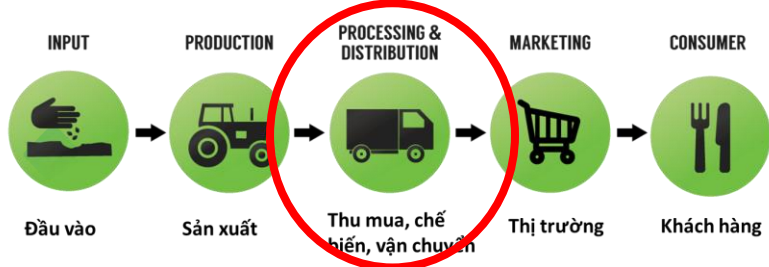 INPUT
PRODUCTION
PROCESSING &
DISTRIBUTION
MARKETING
CONSUMER
Đầu vào
Sản xuất
Thu mua, chế
biến, vận chuyển
Thị trường
Khách hàng